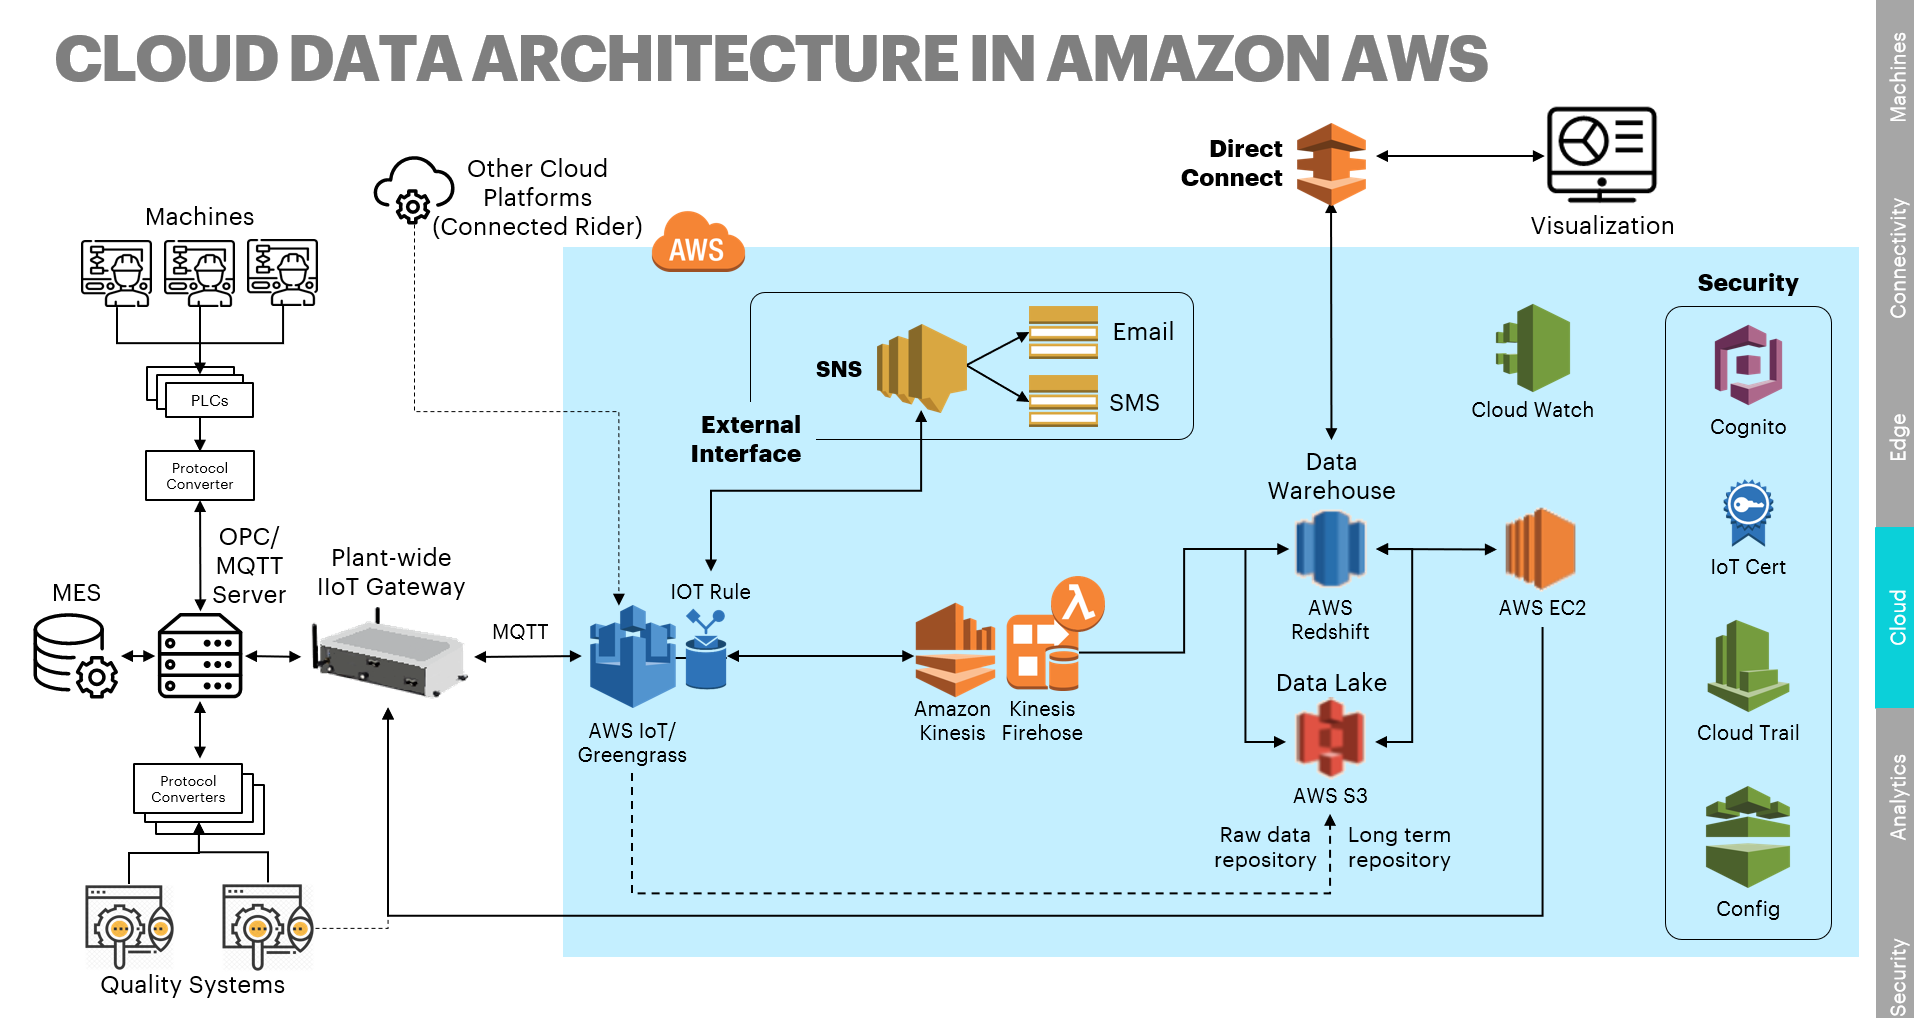 CLOUD DATA ARCHITECTURE IN AMAZON AWS
Machines
Connectivity
Edge
Cloud
Analytics
Security
Other Cloud
Platforms
(Connected Rider)
Machines
PLCs
Protocol
Converter
OPC/
MQTT
Server
MES
Plant-wide
IIoT Gateway
MQTT
Protocol
Converters
Quality Systems
AWS
Direct
Connect
Visualization
SNS
Email
SMS
External
Interface
IOT Rule
AWS IoT/
Greengrass
Amazon
Kinesis
λ
Kinesis
Firehose
Data
Warehouse
AWS
Redshift
Data Lake
AWS S3
Raw data
repository
Long term
repository
AWS EC2
Cloud Watch
Security
Cognito
IoT Cert
Cloud Trail
Config